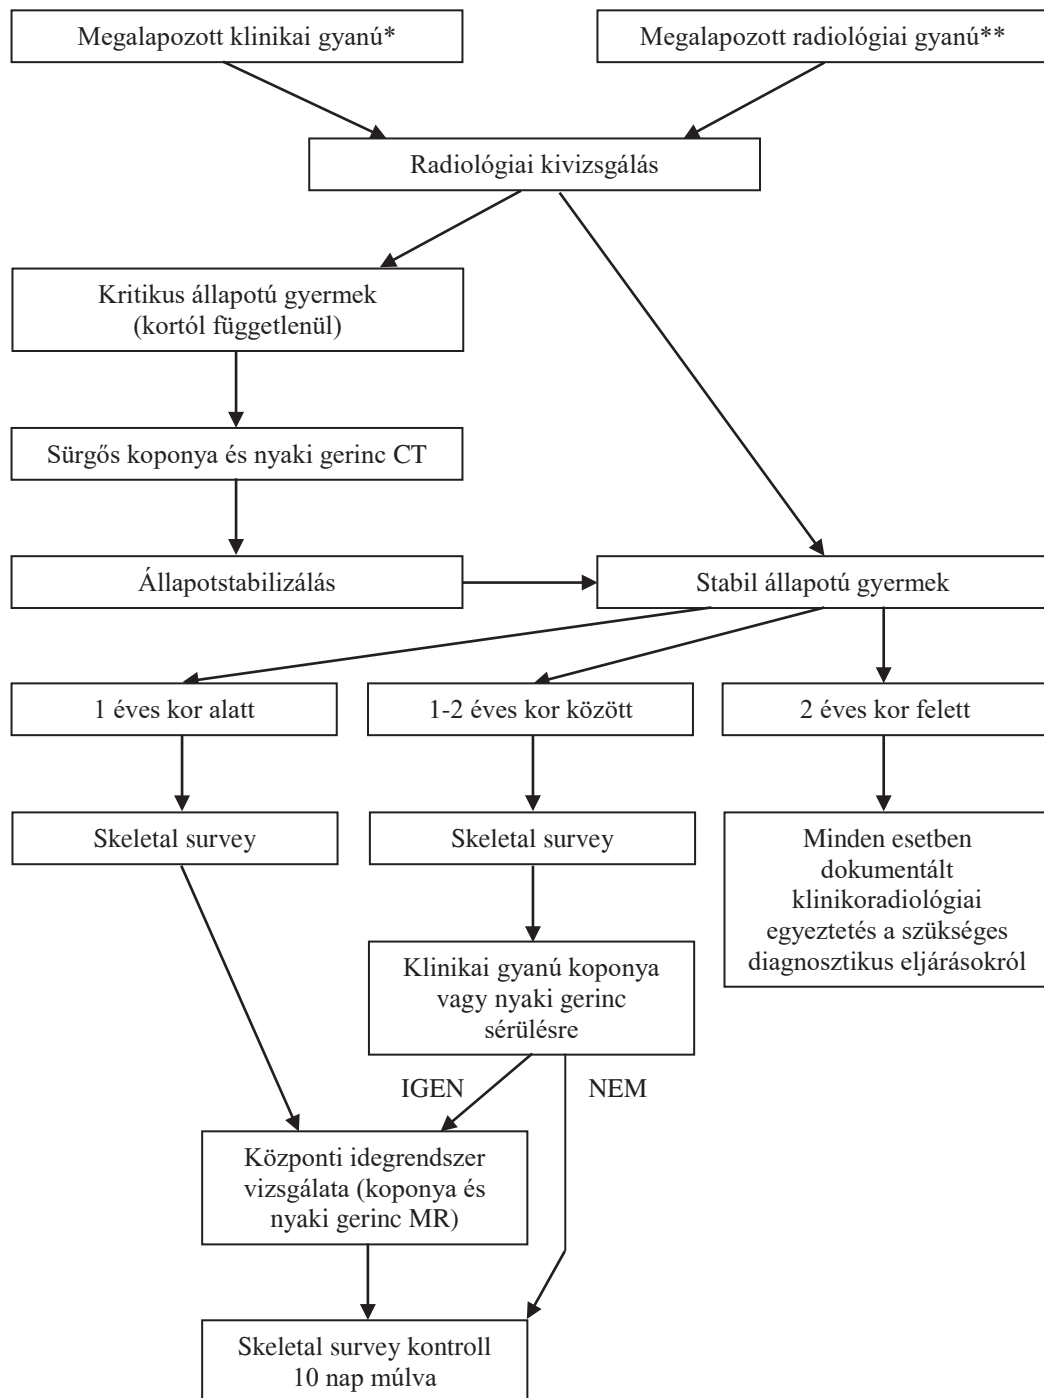 Megalapozott klinikai gyanú*
Megalapozott radiológiai gyanú**
Radiológiai kivizsgálás
Kritikus állapotú gyermek
(kortól függetlenül)
Sürgős koponya és nyaki gerinc CT
Állapotstabilizálás
Stabil állapotú gyermek
1 éves kor alatt
1-2 éves kor között
2 éves kor felett
Skeletal survey
Skeletal survey
Minden esetben
dokumentált
klinikoradiológiai
egyeztetés a szükséges
diagnosztikus eljárásokról
Klinikai gyanú koponya
vagy nyaki gerinc
sérülésre
IGEN
NEM
Központi idegrendszer
vizsgálata (koponya és
nyaki gerinc MR)
Skeletal survey kontroll
10 nap múlva